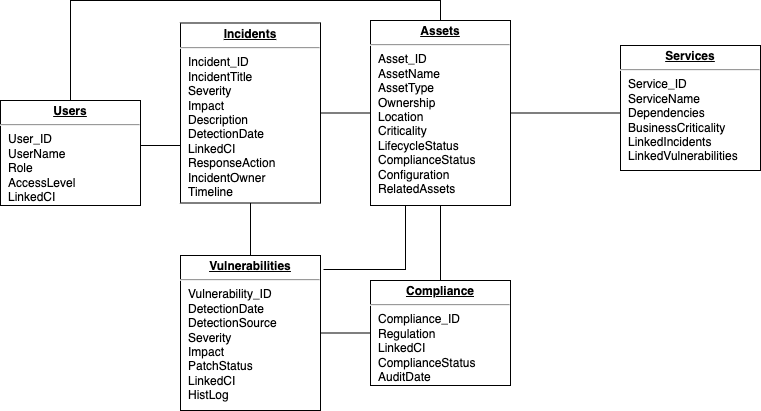 Incidents
Incident_ID
IncidentTitle
Severity
Impact
Description
DetectionDate
LinkedCI
ResponseAction
IncidentOwner
Timeline
Assets
Asset_ID
AssetName
AssetType
Ownership
Location
Criticality
LifecycleStatus
ComplianceStatus
Configuration
RelatedAssets
Services
Service_ID
ServiceName
Dependencies
BusinessCriticality
LinkedIncidents
LinkedVulnerabilities
Users
User_ID
UserName
Role
AccessLevel
LinkedCI
Vulnerabilities
Vulnerability_ID
DetectionDate
DetectionSource
Severity
Impact
PatchStatus
LinkedCI
HistLog
Compliance
Compliance_ID
Regulation
LinkedCI
ComplianceStatus
AuditDate